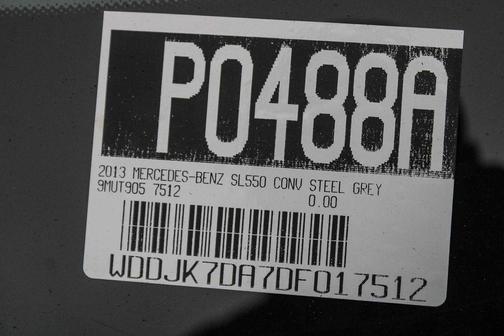 P0488A
2013 MERCEDES-BENZ SL550 CONV STEEL GREY
9MUT905 7512 0.00
WDDJK7DA7DF017512